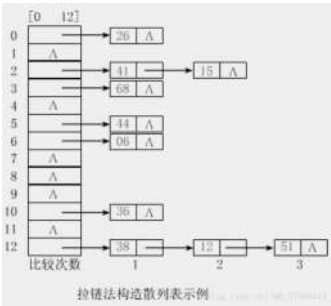 [0 12]
0 26 Λ
1 Λ
2 41 15 Λ
3 68 Λ
4 Λ
5 44 Λ
6 06 Λ
7 Λ
8 Λ
9 Λ
10 36 Λ
11 Λ
12 38 12 51 Λ
比较次数 1 2 3
拉链法构造散列表示例